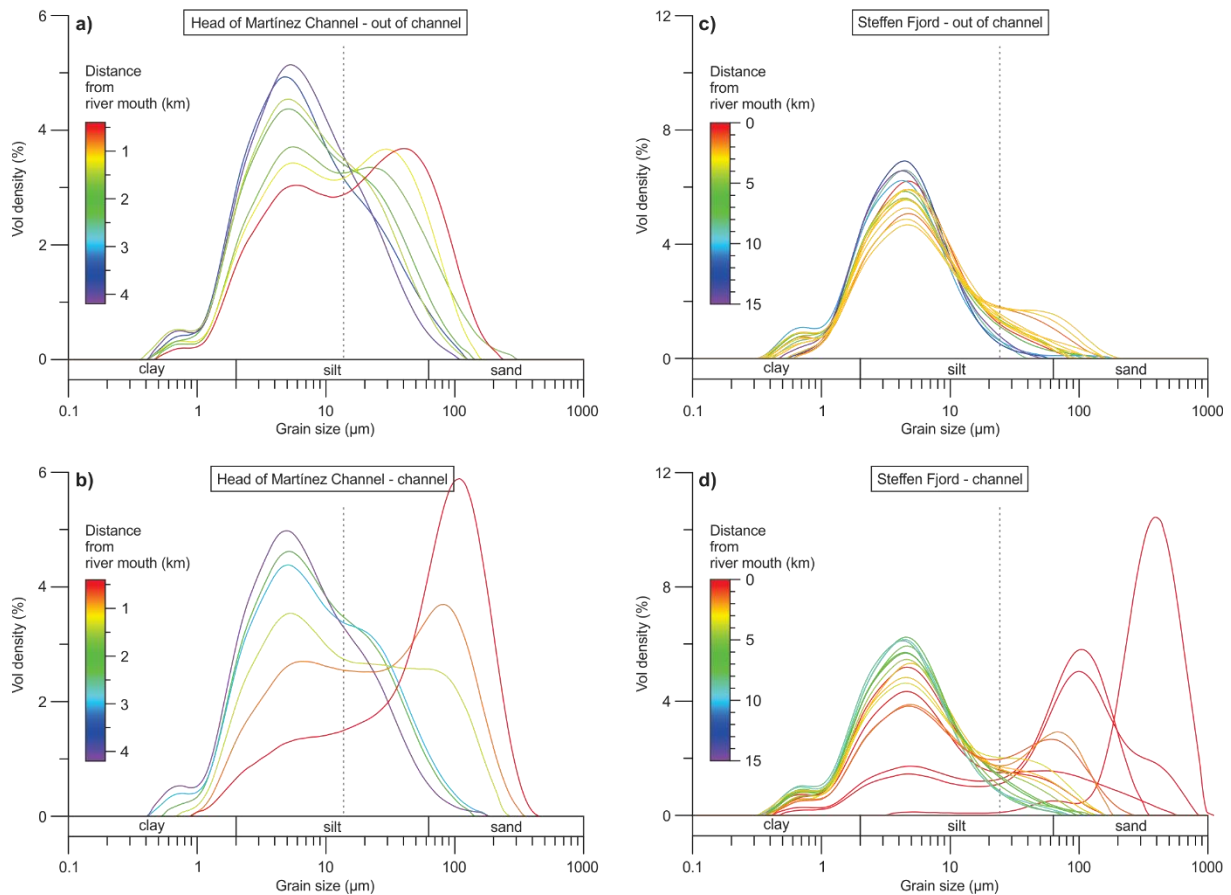 a)
Head of Martínez Channel - out of channel
Distance
from
river mouth (km)
1
2
3
4
6
4
2
0
Vol density (%)
clay
silt
sand
0.1
1
10
100
1000
Grain size (µm)
c)
Steffen Fjord - out of channel
Distance
from
river mouth (km)
0
5
10
15
12
8
4
0
Vol density (%)
clay
silt
sand
0.1
1
10
100
1000
Grain size (µm)
b)
Head of Martínez Channel - channel
Distance
from
river mouth (km)
1
2
3
4
6
4
2
0
Vol density (%)
clay
silt
sand
0.1
1
10
100
1000
Grain size (µm)
d)
Steffen Fjord - channel
Distance
from
river mouth (km)
0
5
10
15
12
8
4
0
Vol density (%)
clay
silt
sand
0.1
1
10
100
1000
Grain size (µm)